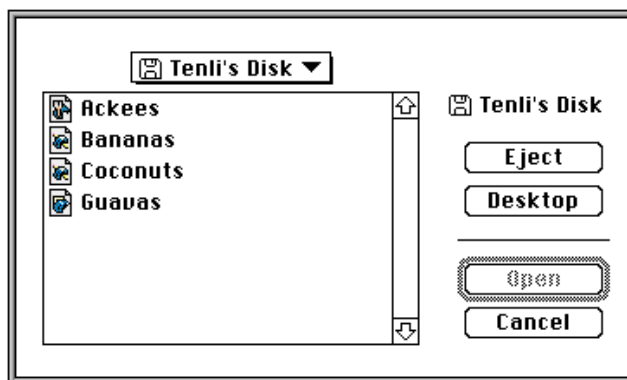 Tenli's Disk
Ackees
Bananas
Coconuts
Guavas
Tenli's Disk
Eject
Desktop
Open
Cancel